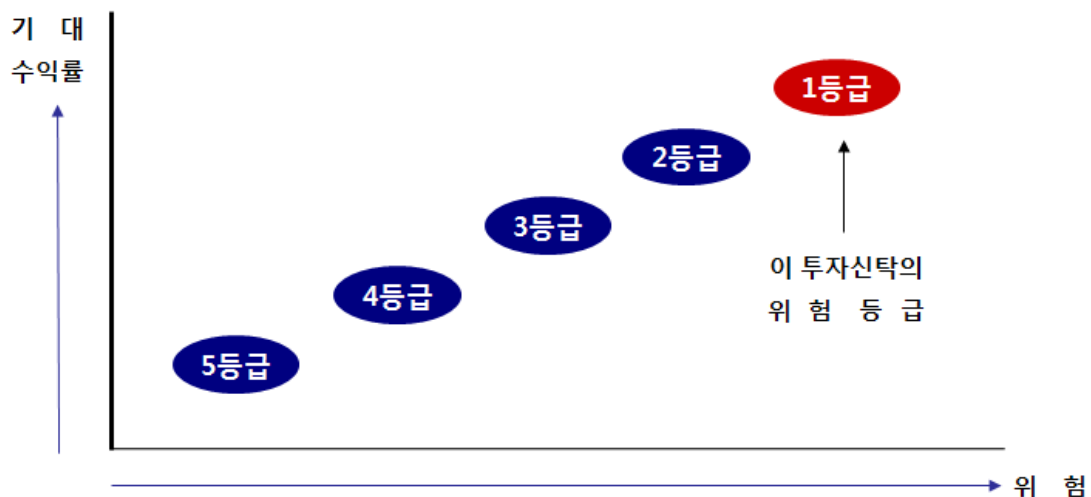 기 대
수익률
1등급
2등급
3등급
4등급
5등급
이 투자신탁의
위 험 등 급
위 험